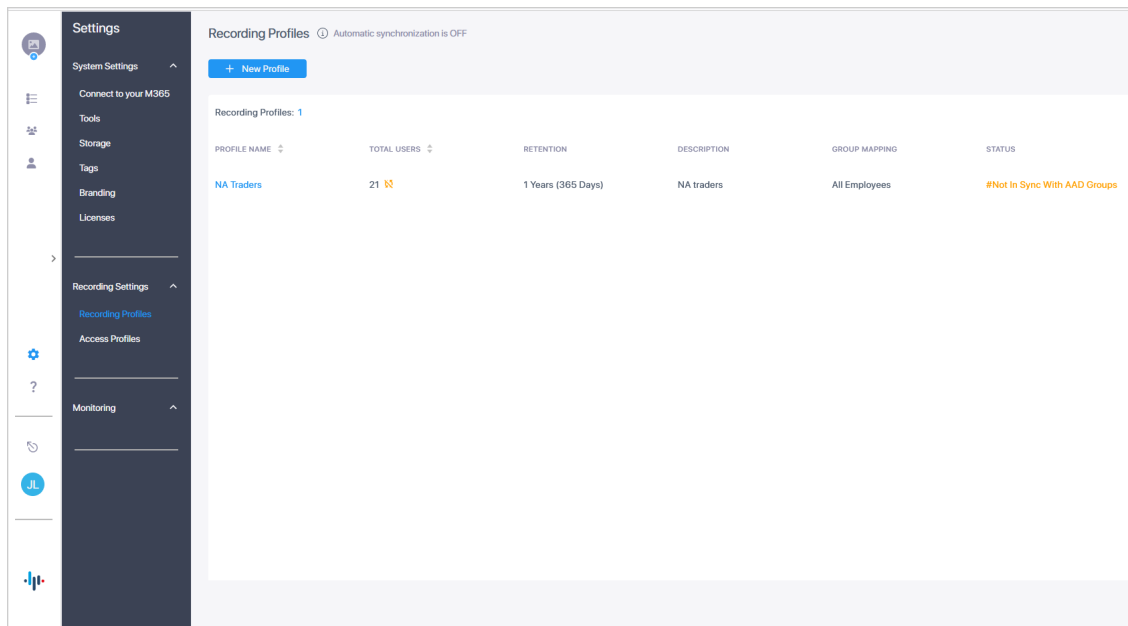 Settings
System Settings
Connect to your M365
Tools
Storage
Tags
Branding
Licenses
Recording Settings
Recording Profiles
Access Profiles
Monitoring
?
JL
Recording Profiles Automatic synchronization is OFF
+ New Profile
Recording Profiles: 1
PROFILE NAME TOTAL USERS RETENTION DESCRIPTION GROUP MAPPING STATUS
NA Traders 21 1 Years (365 Days) NA traders All Employees #Not In Sync With AAD Groups